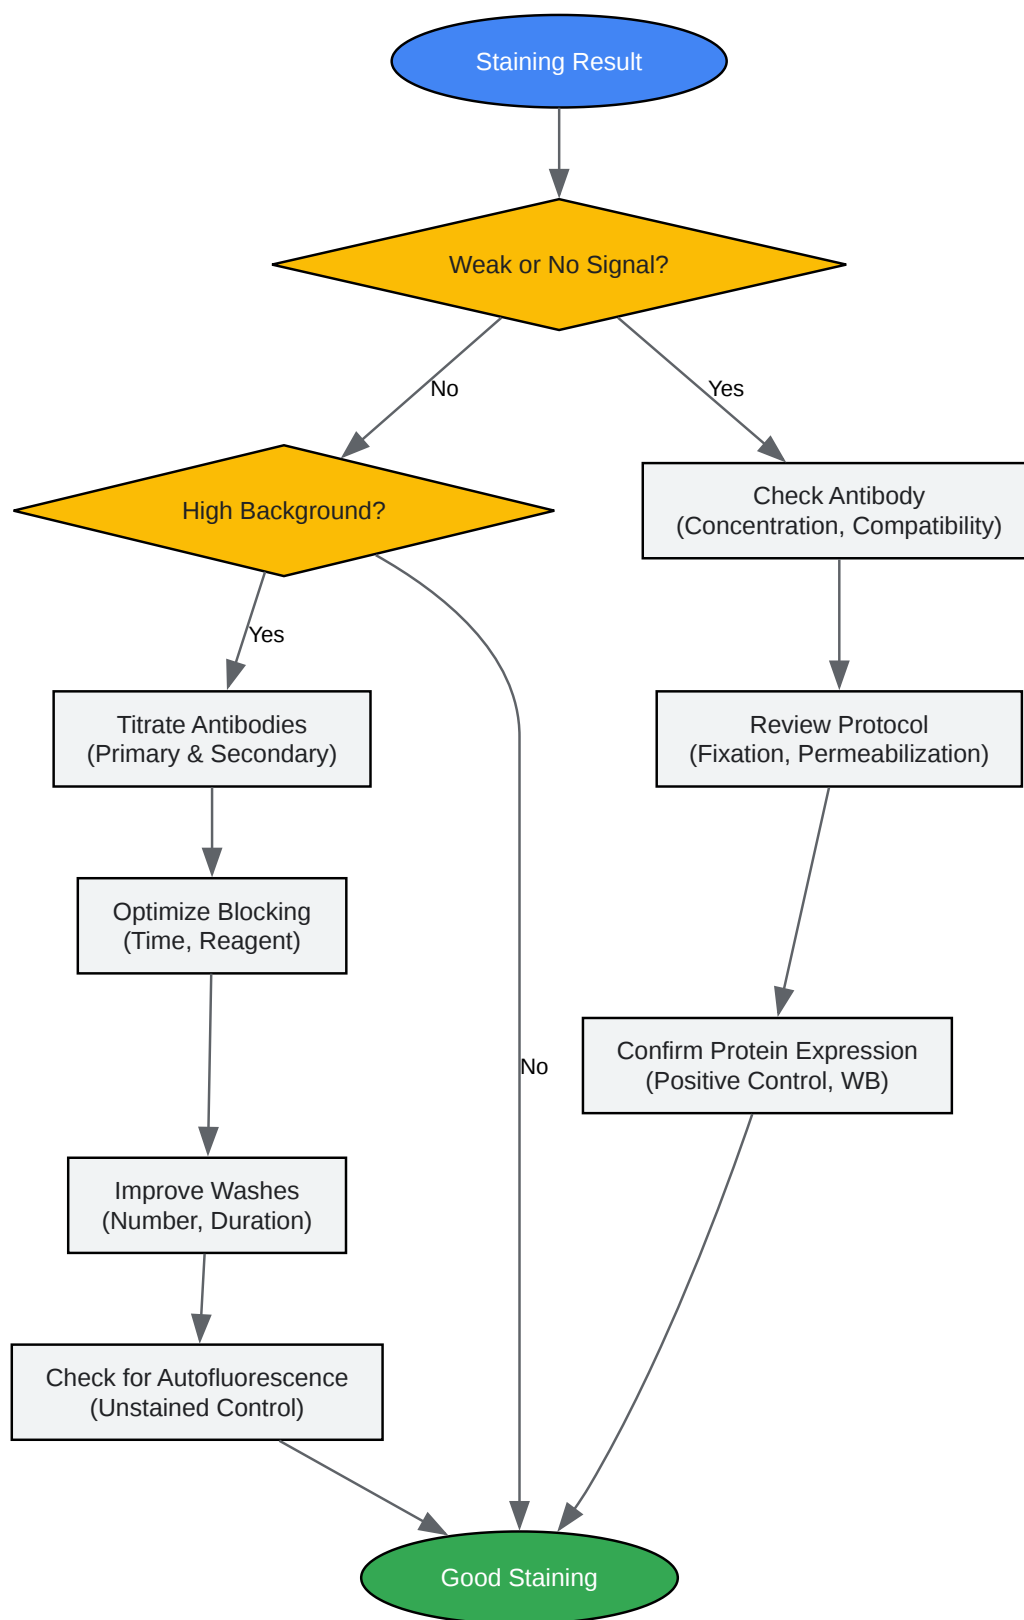 Staining Result
Weak or No Signal?
No
Yes
High Background?
Check Antibody
(Concentration, Compatibility)
Yes
Titrate Antibodies
(Primary & Secondary)
Review Protocol
(Fixation, Permeabilization)
Optimize Blocking
(Time, Reagent)
No
Confirm Protein Expression
(Positive Control, WB)
Improve Washes
(Number, Duration)
Check for Autofluorescence
(Unstained Control)
Good Staining